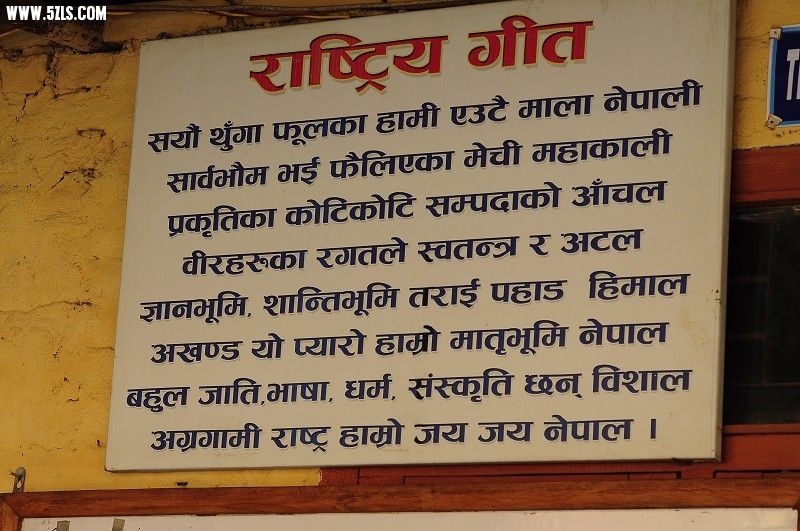 WWW.5ZLS.COM
राष्ट्रिय गीत
सयौं थुँगा फूलका हामी एउटै माला नेपाली
सार्वभौम भई फैलिएका मेची महाकाली
प्रकृतिका कोटिकोटि सम्पदाको आँचल
वीरहरुका रगतले स्वतन्त्र र अटल
ज्ञानभूमि, शान्तिभूमि तराई पहाड हिमाल
अखण्ड यो प्यारो हाम्रो मातृभूमि नेपाल
बहुल जाति,भाषा, धर्म, संस्कृति छन् विशाल
अग्रगामी राष्ट्र हाम्रो जय जय नेपाल ।